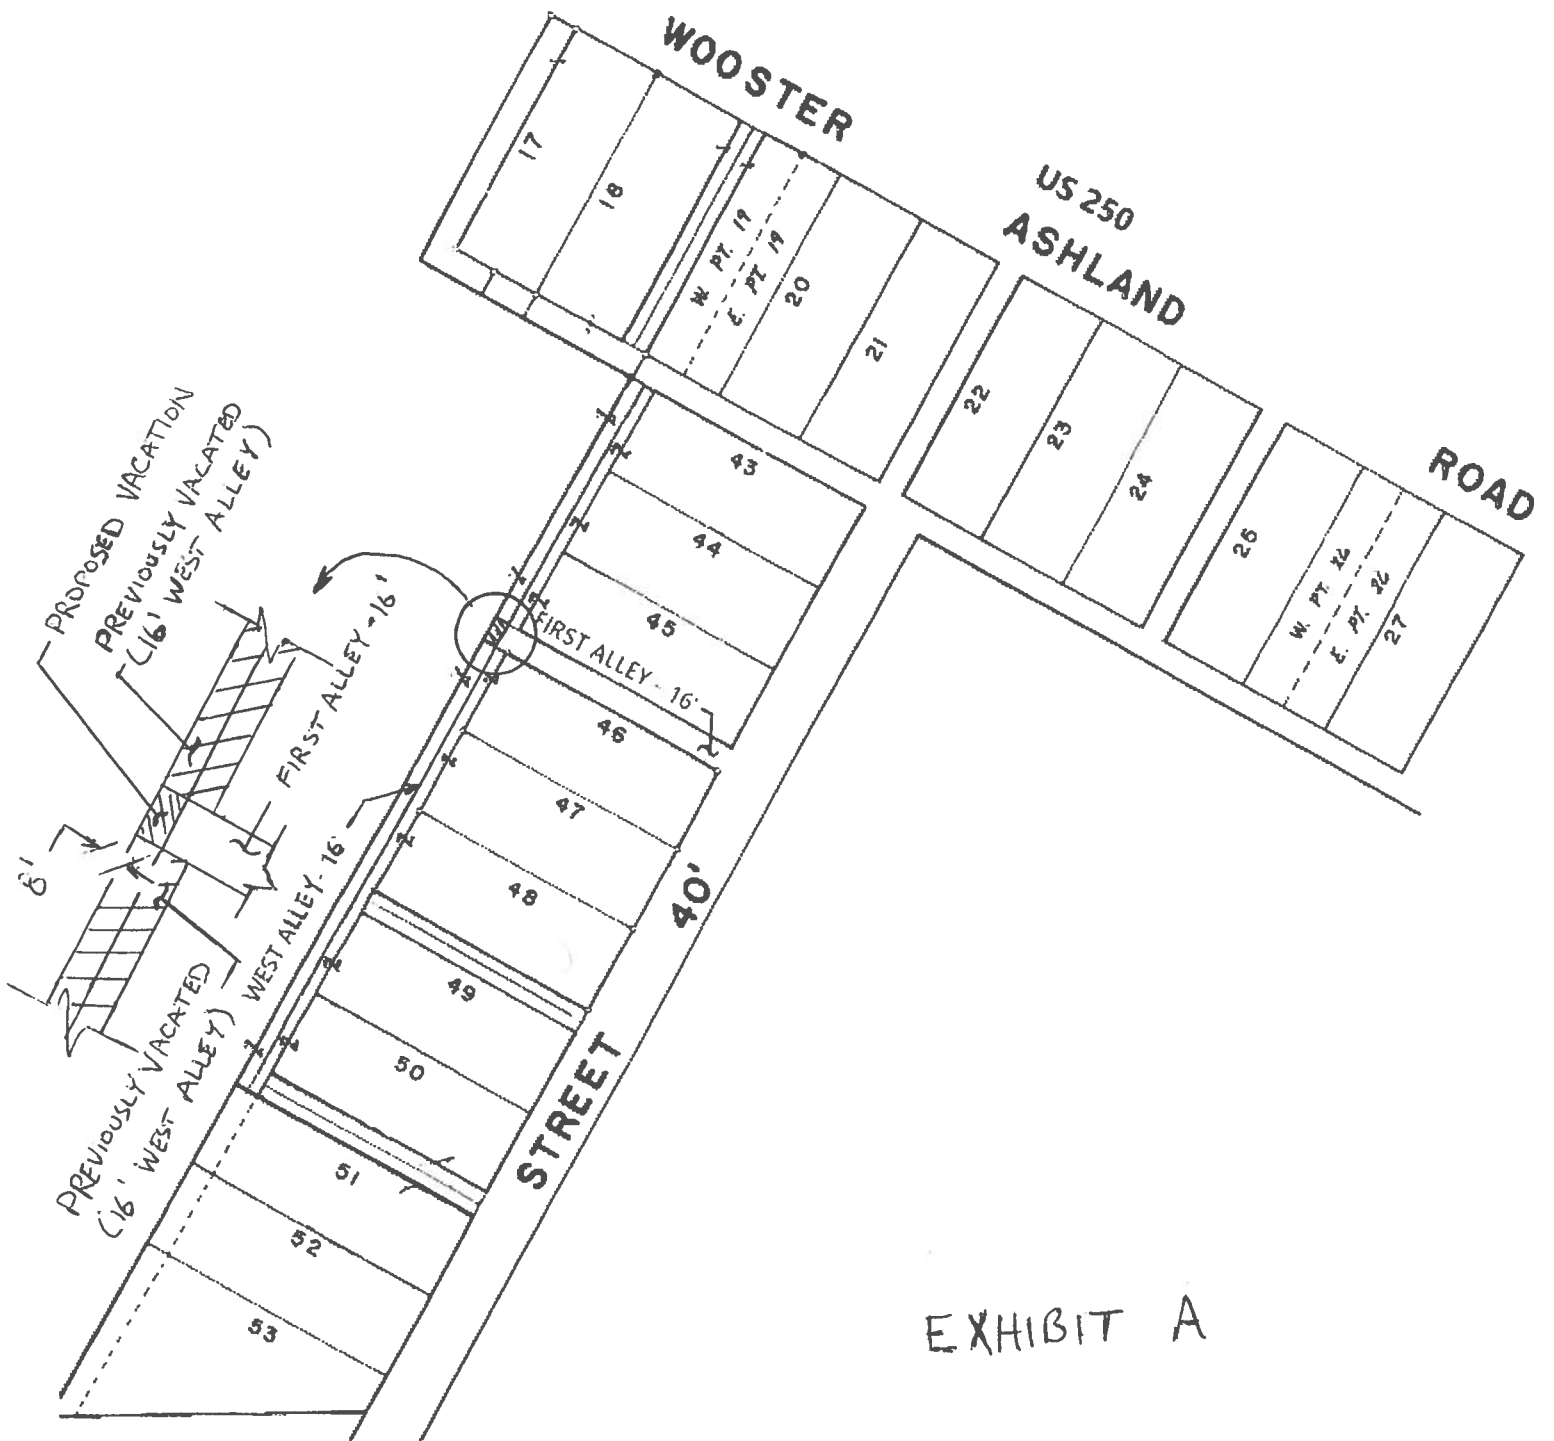 WOOSTER
US 250
ASHLAND
ROAD
17
18
W. PT. 19
E. PT. 19
20
21
22
23
24
25
W. PT. 26
E. PT. 26
27
43
44
45
FIRST ALLEY - 16'
46
47
48
49
50
51
52
53
40'
STREET
PROPOSED VACATION
PREVIOUSLY VACATED
(16' WEST ALLEY)
FIRST ALLEY - 16'
8'
WEST ALLEY - 16'
PREVIOUSLY VACATED
(16' WEST ALLEY)
EXHIBIT A